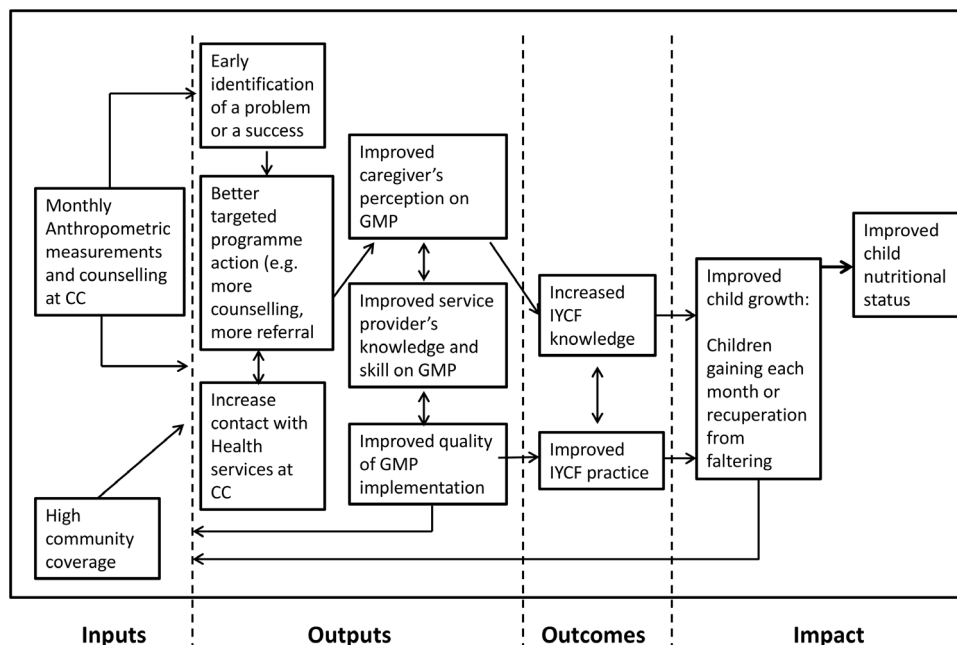 Early
identification
of a problem
or a success
Improved
caregiver's
perception on
GMP
Monthly
Anthropometric
measurements
and counselling
at CC
Better
targeted
programme
action (e.g.
more
counselling,
more referral
Improved
child
nutritional
status
Improved
child growth:
Children
gaining each
month or
recuperation
from
faltering
Increased
IYCF
knowledge
Improved service
provider's
knowledge and
skill on GMP
Increase
contact with
Health
services at
CC
Improved quality
of GMP
implementation
Improved
IYCF practice
High
community
coverage
Inputs
Outputs
Outcomes
Impact